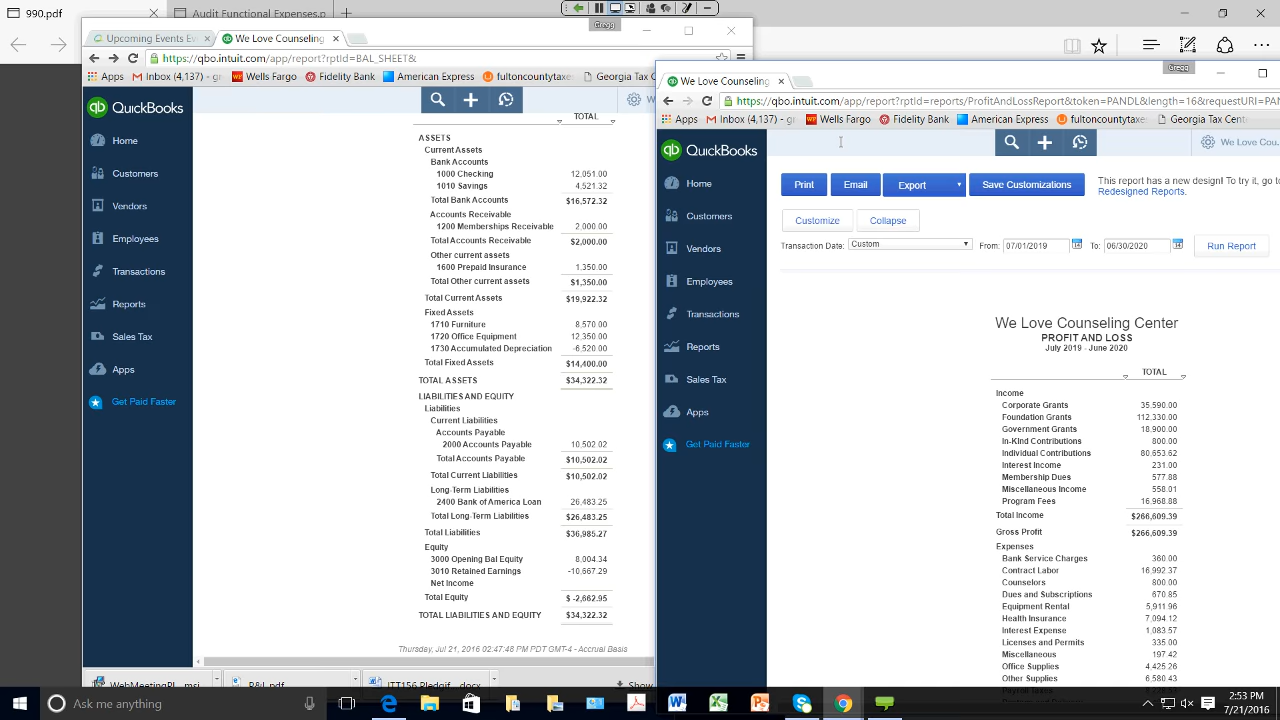 990.pdf
Agend Expenses.pdf
Gregg
Upcoming Events Ev
We Love Counseling
https://qbo.intuit.com/app/report?rptId=BAL_SHEET&
Apps Inbox (4,137) - gr Wells Fargo Fidelity Bank American Express fultoncountytaxe Georgia Tax C
QuickBooks
W
Home
Customers
Vendors
Employees
Transactions
Reports
Sales Tax
Apps
Get Paid Faster
TOTAL
ASSETS
Current Assets
Bank Accounts
1000 Checking 12,051.00
1010 Savings 4,521.32
Total Bank Accounts $16,572.32
Accounts Receivable
1200 Memberships Receivable 2,000.00
Total Accounts Receivable $2,000.00
Other current assets
1600 Prepaid Insurance 1,350.00
Total Other current assets $1,350.00
Total Current Assets $19,922.32
Fixed Assets
1710 Furniture 8,570.00
1720 Office Equipment 12,350.00
1730 Accumulated Depreciation -6,520.00
Total Fixed Assets $14,400.00
TOTAL ASSETS $34,322.32
LIABILITIES AND EQUITY
Liabilities
Current Liabilities
Accounts Payable
2000 Accounts Payable 10,502.02
Total Accounts Payable $10,502.02
Total Current Liabilities $10,502.02
Long-Term Liabilities
2400 Bank of America Loan 26,483.25
Total Long-Term Liabilities $26,483.25
Total Liabilities $36,985.27
Equity
3000 Opening Bal Equity 8,004.34
3010 Retained Earnings -10,667.29
Net Income
Total Equity $ -2,662.95
TOTAL LIABILITIES AND EQUITY $34,322.32
Thursday, Jul 21, 2016 02:47:48 PM PDT GMT-4 - Accrual Basis
Show
Gregg
We Love Counseling
https://qbo.intuit.com/app/report?rptId=reports/ProfitAndLossReport&token=PANDL&length=16&requestURI=PAN
Apps Inbox (4,137) - gr Wells Fargo Fidelity Bank American Express fultoncountytaxe Georgia Tax Cen
QuickBooks
We Love Cou..
Home
Customers
Vendors
Employees
Transactions
Reports
Sales Tax
Apps
Get Paid Faster
Print Email Export Save Customizations
This report has a new design! To try it, go to
Redesigned Reports.
Customize Collapse
Transaction Date: Custom From: 07/01/2019 To: 06/30/2020 Run Report
We Love Counseling Center
PROFIT AND LOSS
July 2019 - June 2020
TOTAL
Income
Corporate Grants 35,590.00
Foundation Grants 112,330.00
Government Grants 18,900.00
In-Kind Contributions 800.00
Individual Contributions 80,653.62
Interest Income 231.00
Membership Dues 577.88
Miscellaneous Income 558.01
Program Fees 16,968.88
Total Income $266,609.39
Gross Profit $266,609.39
Expenses
Bank Service Charges 360.00
Contract Labor 16,992.37
Counselors 800.00
Dues and Subscriptions 670.85
Equipment Rental 5,911.96
Health Insurance 7,094.12
Interest Expense 1,083.57
Licenses and Permits 335.00
Miscellaneous 197.42
Office Supplies 4,425.26
Other Supplies 6,580.43
Ask me anything
2:53 PM
7/21/2016